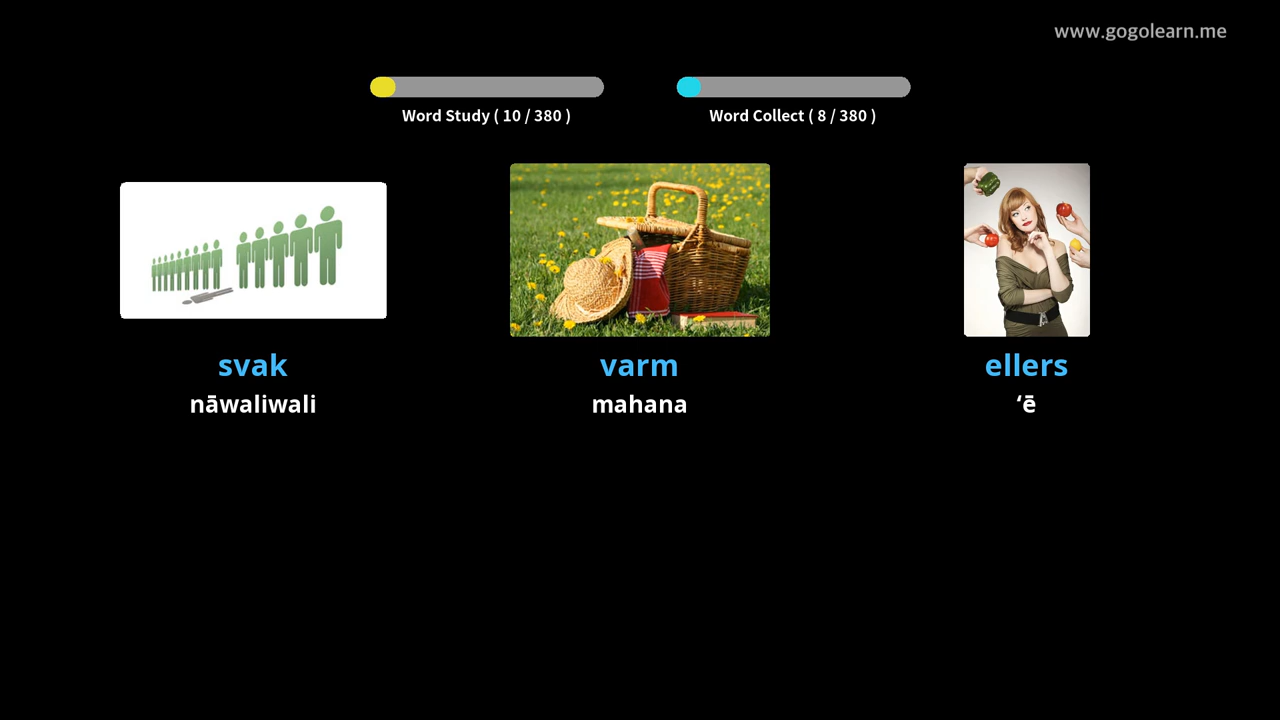 www.gogolearn.me
Word Study ( 10 / 380 )
Word Collect ( 8 / 380 )
svak
nāwaliwali
varm
mahana
ellers
ʻē